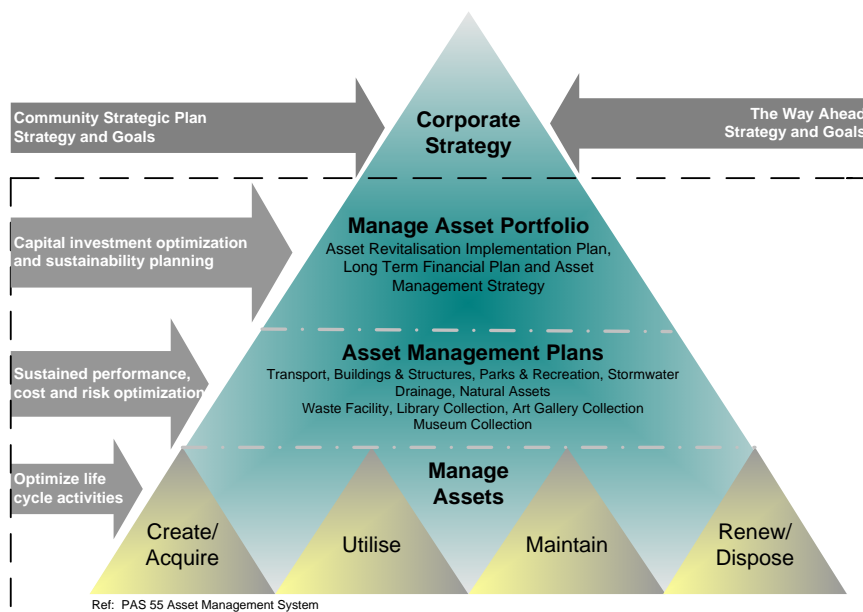 Community Strategic Plan
Strategy and Goals
Corporate
Strategy
The Way Ahead
Strategy and Goals
Capital investment optimization
and sustainability planning
Manage Asset Portfolio
Asset Revitalisation Implementation Plan,
Long Term Financial Plan and Asset
Management Strategy
Sustained performance,
cost and risk optimization
Asset Management Plans
Transport, Buildings & Structures, Parks & Recreation, Stormwater
Drainage, Natural Assets
Waste Facility, Library Collection, Art Gallery Collection
Museum Collection
Optimize life
cycle activities
Manage
Assets
Create/
Acquire
Utilise
Maintain
Renew/
Dispose
Ref: PAS 55 Asset Management System